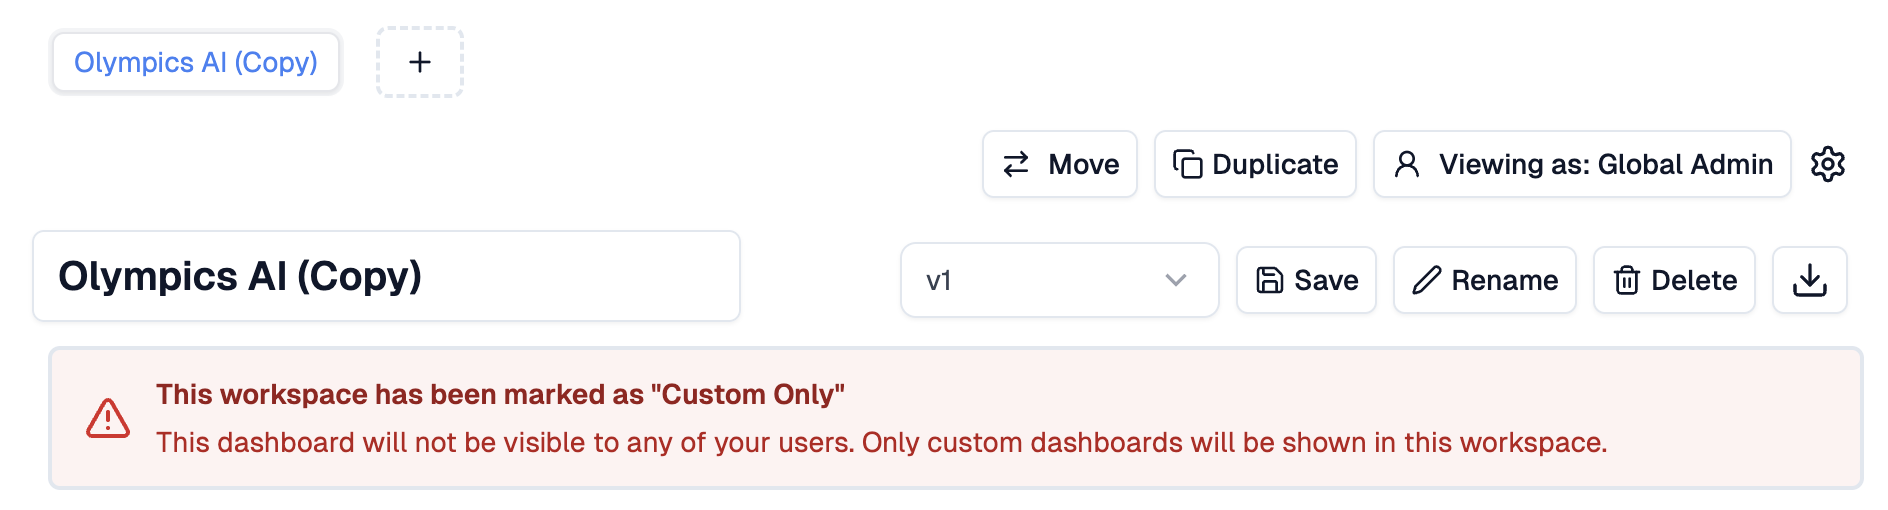 Olympics AI (Copy)
Move
Duplicate
Viewing as: Global Admin
Olympics AI (Copy)
v1
Save
Rename
Delete
This workspace has been marked as "Custom Only"
This dashboard will not be visible to any of your users. Only custom dashboards will be shown in this workspace.